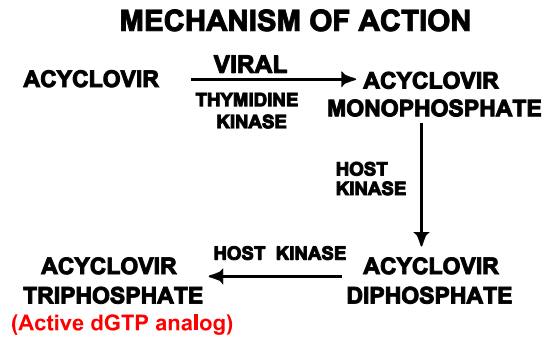 MECHANISM OF ACTION
ACYCLOVIR
VIRAL
THYMIDINE
KINASE
ACYCLOVIR
MONOPHOSPHATE
HOST
KINASE
ACYCLOVIR
DIPHOSPHATE
HOST KINASE
ACYCLOVIR
TRIPHOSPHATE
(Active dGTP analog)